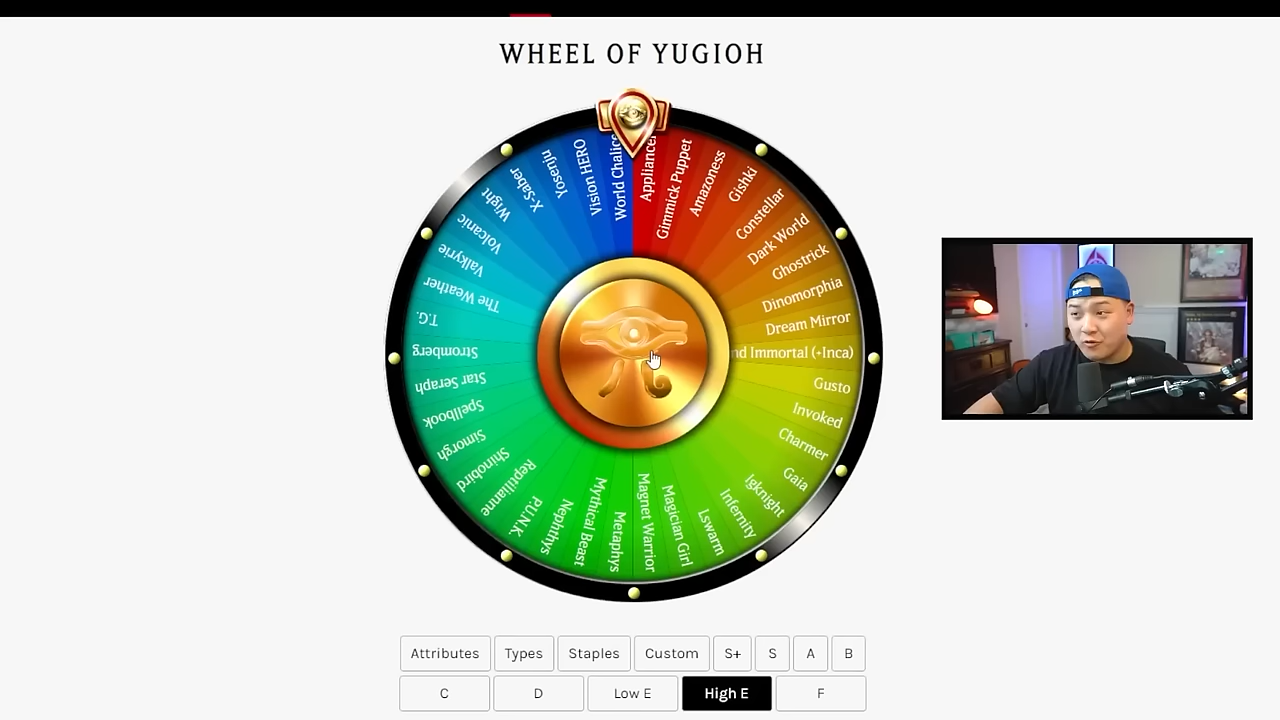 WHEEL OF YUGIOH
Appliancer
Gimmick Puppet
Amazoness
Gishki
Constellar
Dark World
Ghostrick
Dinomorphia
Dream Mirror
nd Immortal (+Inca)
Gusto
Invoked
Charmer
Gaia
Igknight
Infernity
Lswarm
Magician Girl
Magnet Warrior
Metaphys
Mythical Beast
Nephthys
P.U.N.K.
Reptilianne
Shinobird
Simorgh
Spellbook
Star Seraph
Stromberg
T.G.
The Weather
Valkyrie
Volcanic
Wight
X-Saber
Yosenju
Vision HERO
World Chalice
Attributes
Types
Staples
Custom
S+
S
A
B
C
D
Low E
High E
F